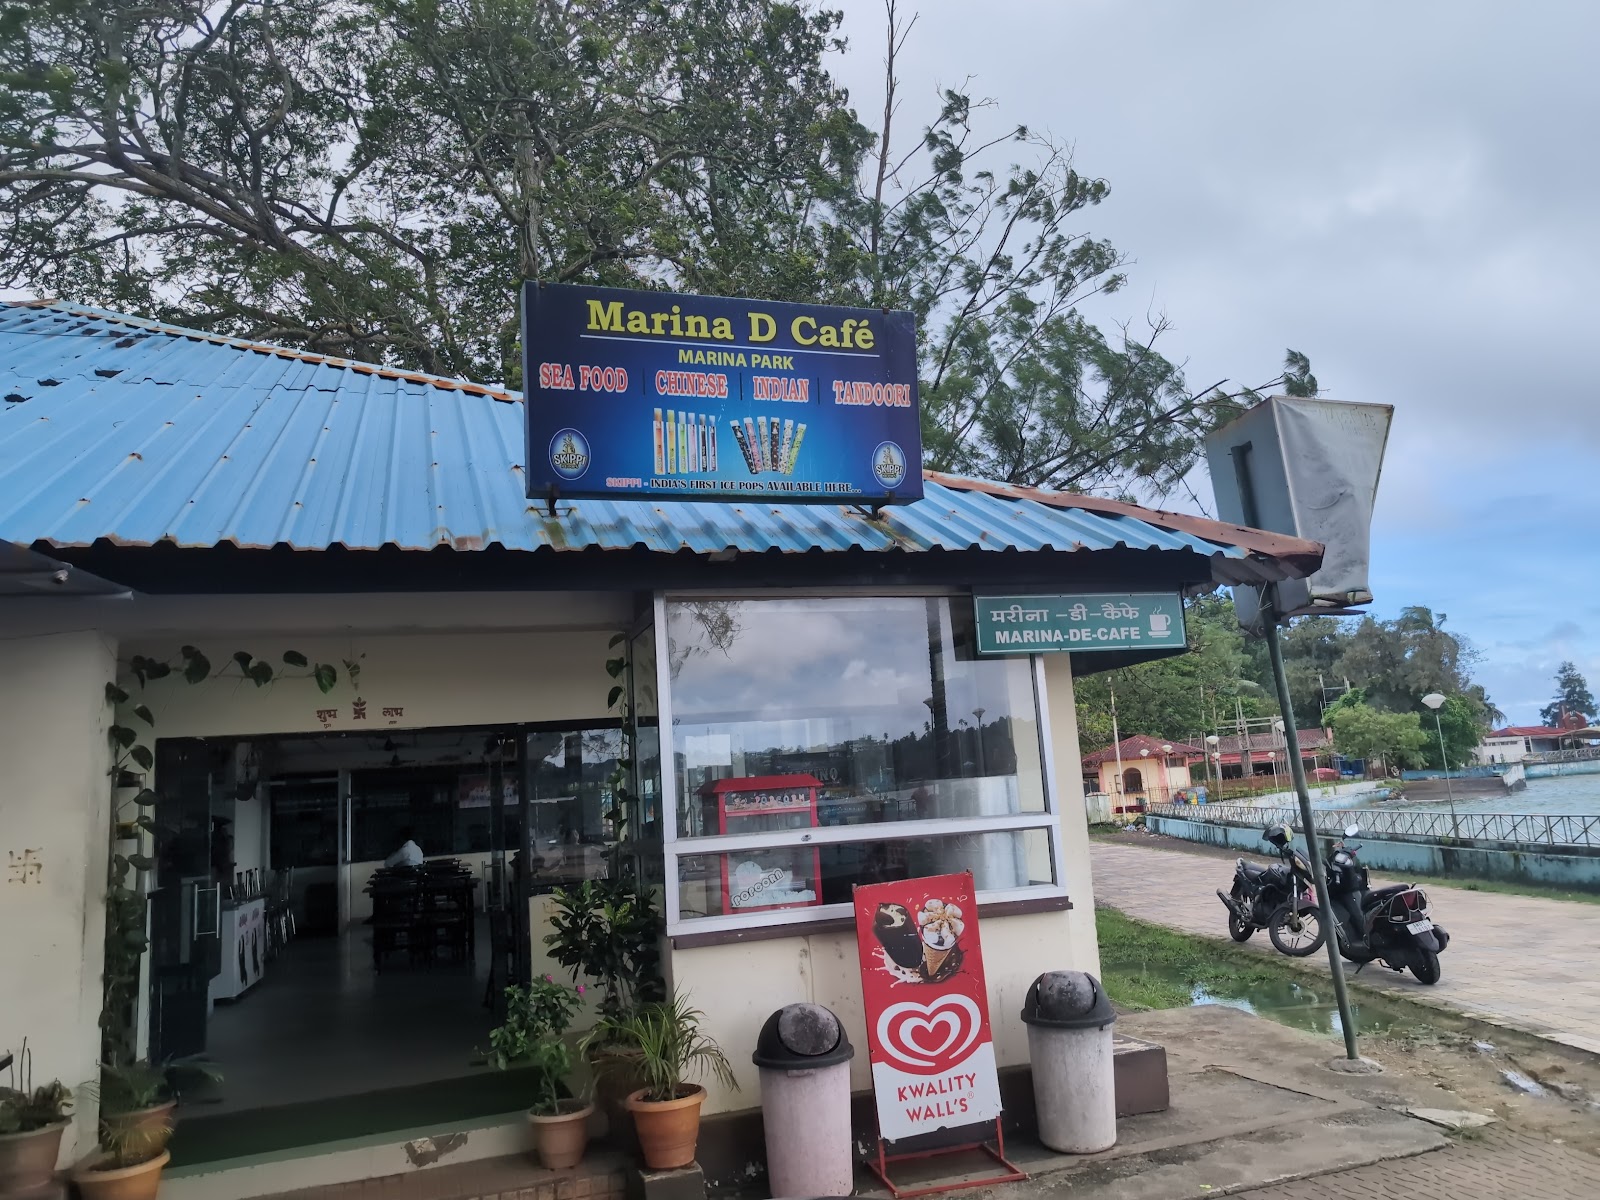 Marina D Café
MARINA PARK
SEA FOOD | CHINESE | INDIAN | TANDOORI
SKIPPI
SKIPPI
SKIPPI - INDIA'S FIRST ICE POPS AVAILABLE HERE...
मरीना -डी-कैफे
MARINA-DE-CAFE
शुभ लाभ
POPCORN
POPCORN
KWALITY
WALL'S